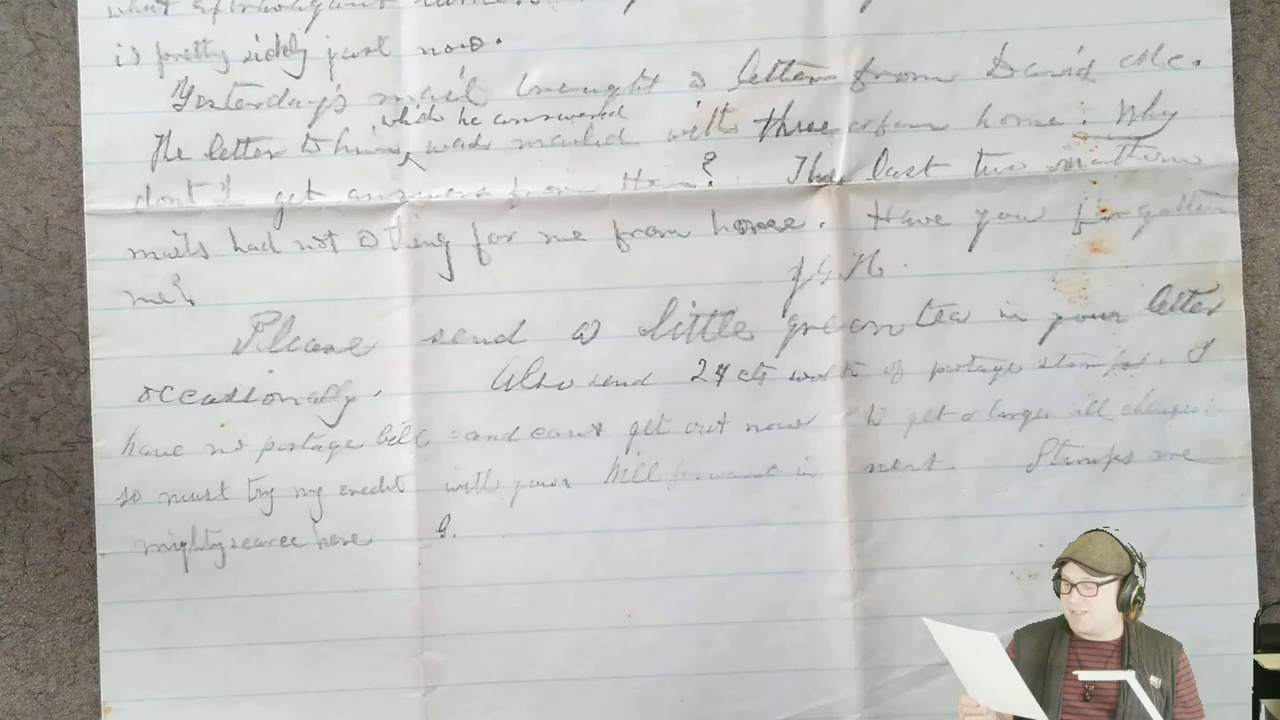 is pretty sickly just now.
Yesterday's mail brought a letter from David Mc.
which he answered
The letter to him, was mailed with three for home. Why
don't I get answers from them? The last two
mails had not a thing for me from home. Have you forgotten
me?
J G H.
Please send a little green tea in your letter
occasionally. Also send 24 cts worth of postage stamps. I
have no postage bill and can't get out now to get a larger bill changed
so must try my credit with you Will forward in next. Stamps are
mighty scarce here G.